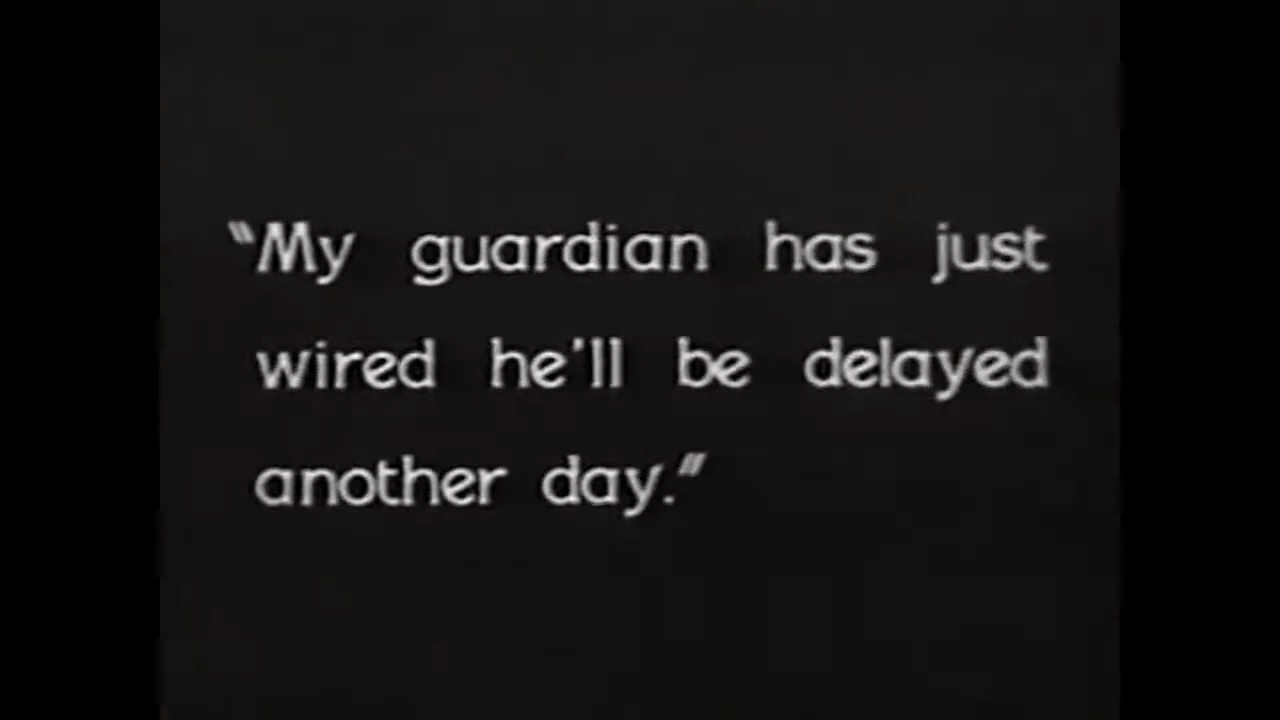 “My guardian has just
wired he'll be delayed
another day.”